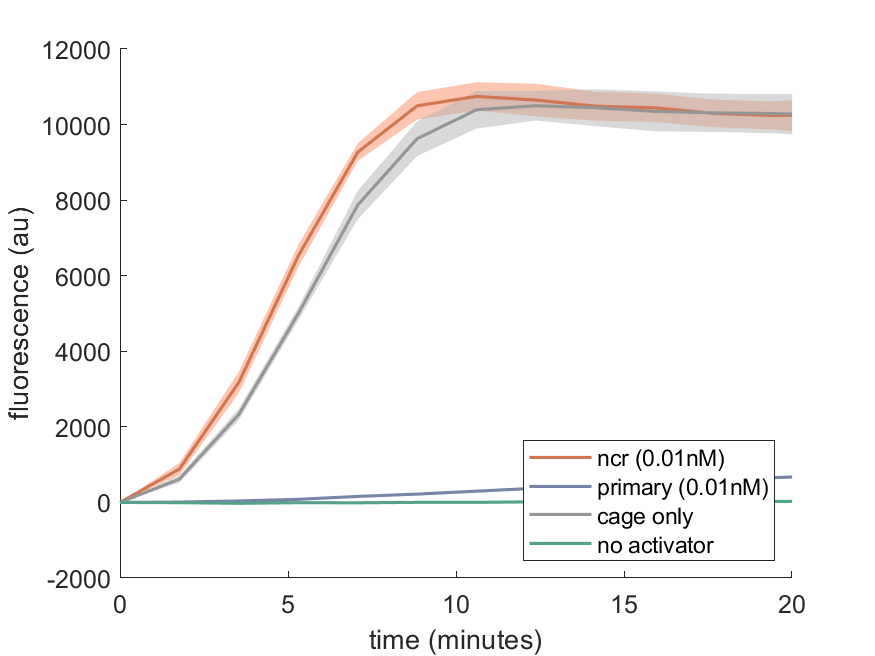 12000
10000
8000
6000
4000
2000
0
-2000
fluorescence (au)
ncr (0.01nM)
primary (0.01nM)
cage only
no activator
0 5 10 15 20
time (minutes)